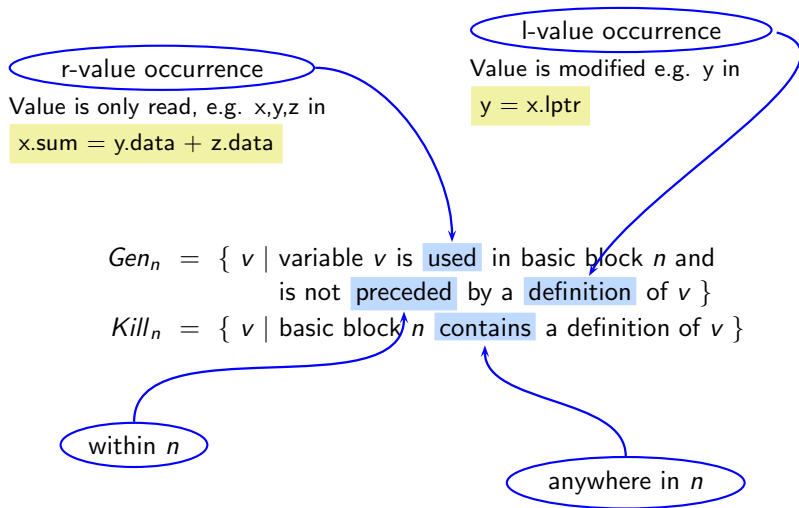 l-value occurrence
Value is modified e.g. y in
y = x.lptr
r-value occurrence
Value is only read, e.g. x,y,z in
x.sum = y.data + z.data
Genₙ = { v | variable v is used in basic block n and
is not preceded by a definition of v }
Killₙ = { v | basic block n contains a definition of v }
within n
anywhere in n